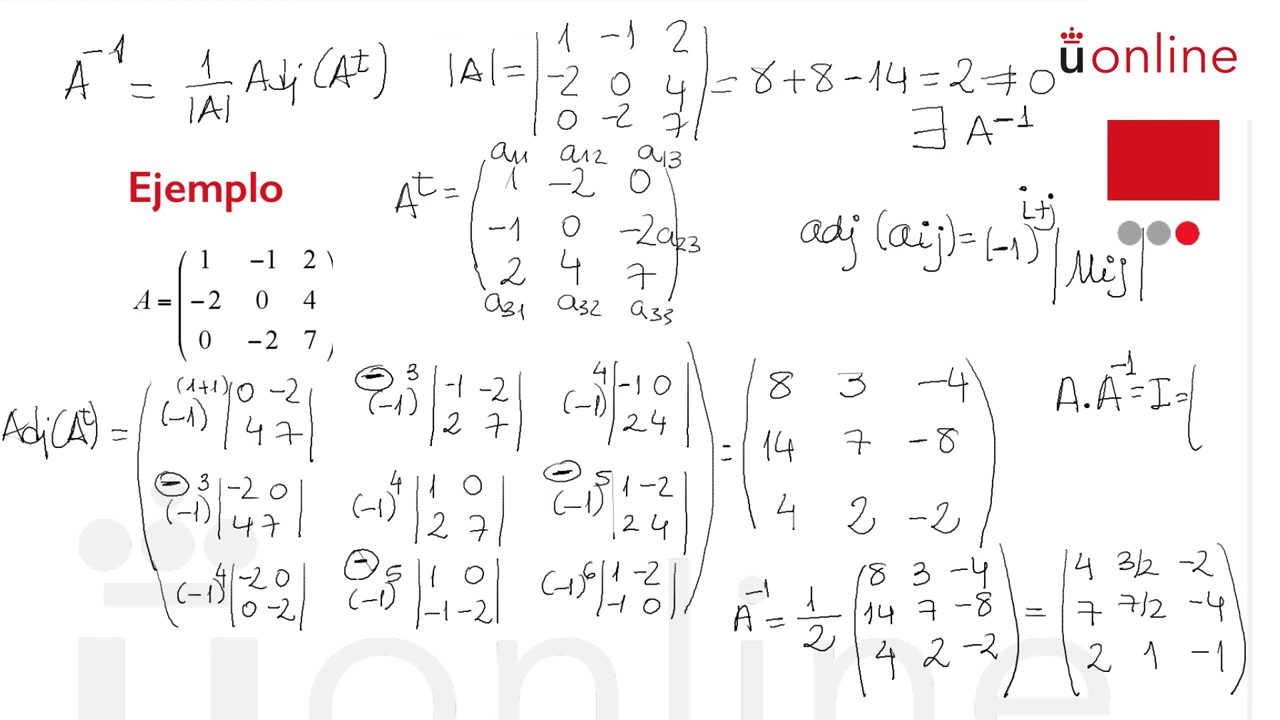 A⁻¹ = 1/|A| Adj(Aᵗ)
|A| = | 1 -1 2 | = 8+8-14 = 2 ≠ 0
| -2 0 4 |
| 0 -2 7 |
∃ A⁻¹
ü online
Ejemplo
A = ( 1 -1 2 )
( -2 0 4 )
( 0 -2 7 )
a11 a12 a13
Aᵗ = ( 1 -2 0 )
( -1 0 -2 ) a23
( 2 4 7 )
a31 a32 a33
adj (aij) = (-1)^(i+j) |Mij|
Adj(Aᵗ) = ( (-1)^(1+1) | 0 -2 ; 4 7 | ⊖ (-1)³ | -1 -2 ; 2 7 | (-1)⁴ | -1 0 ; 2 4 | ) = ( 8 3 -4 )
( ⊖ (-1)³ | -2 0 ; 4 7 | (-1)⁴ | 1 0 ; 2 7 | ⊖ (-1)⁵ | 1 -2 ; 2 4 | ) ( 14 7 -8 )
( (-1)⁴ | -2 0 ; 0 -2 | ⊖ (-1)⁵ | 1 0 ; -1 -2 | (-1)⁶ | 1 -2 ; -1 0 | ) ( 4 2 -2 )
A.A⁻¹ = I = (
A⁻¹ = 1/2 ( 8 3 -4 ) = ( 4 3/2 -2 )
( 14 7 -8 ) ( 7 7/2 -4 )
( 4 2 -2 ) ( 2 1 -1 )
ü online